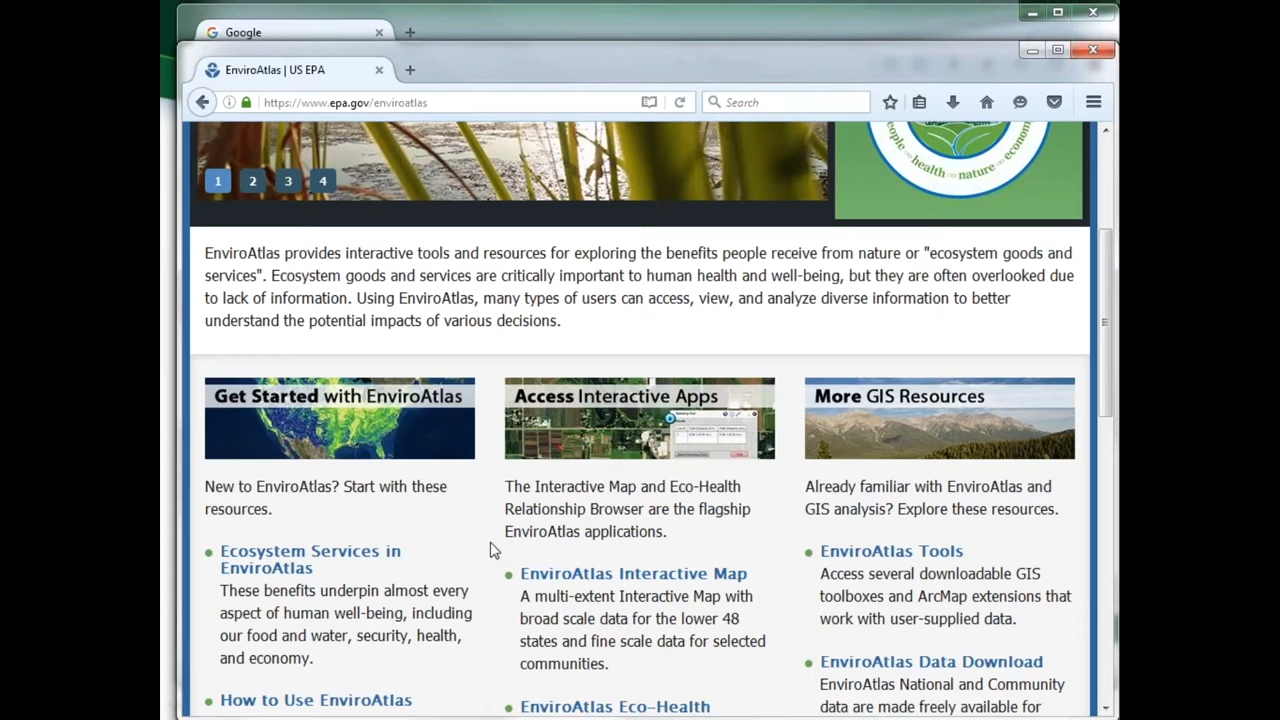 Google
EnviroAtlas | US EPA
https://www.epa.gov/enviroatlas
Search
1 2 3 4
people health nature economy
EnviroAtlas provides interactive tools and resources for exploring the benefits people receive from nature or "ecosystem goods and
services". Ecosystem goods and services are critically important to human health and well-being, but they are often overlooked due
to lack of information. Using EnviroAtlas, many types of users can access, view, and analyze diverse information to better
understand the potential impacts of various decisions.
Get Started with EnviroAtlas
New to EnviroAtlas? Start with these
resources.
Ecosystem Services in
EnviroAtlas
These benefits underpin almost every
aspect of human well-being, including
our food and water, security, health,
and economy.
How to Use EnviroAtlas
Access Interactive Apps
The Interactive Map and Eco-Health
Relationship Browser are the flagship
EnviroAtlas applications.
EnviroAtlas Interactive Map
A multi-extent Interactive Map with
broad scale data for the lower 48
states and fine scale data for selected
communities.
EnviroAtlas Eco-Health
More GIS Resources
Already familiar with EnviroAtlas and
GIS analysis? Explore these resources.
EnviroAtlas Tools
Access several downloadable GIS
toolboxes and ArcMap extensions that
work with user-supplied data.
EnviroAtlas Data Download
EnviroAtlas National and Community
data are made freely available for